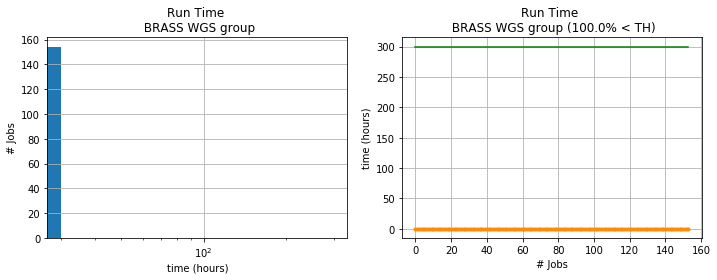 Run Time
BRASS WGS group
160
140
120
100
80
60
40
20
0
# Jobs
10²
time (hours)
Run Time
BRASS WGS group (100.0% < TH)
300
250
200
150
100
50
0
time (hours)
0 20 40 60 80 100 120 140 160
# Jobs